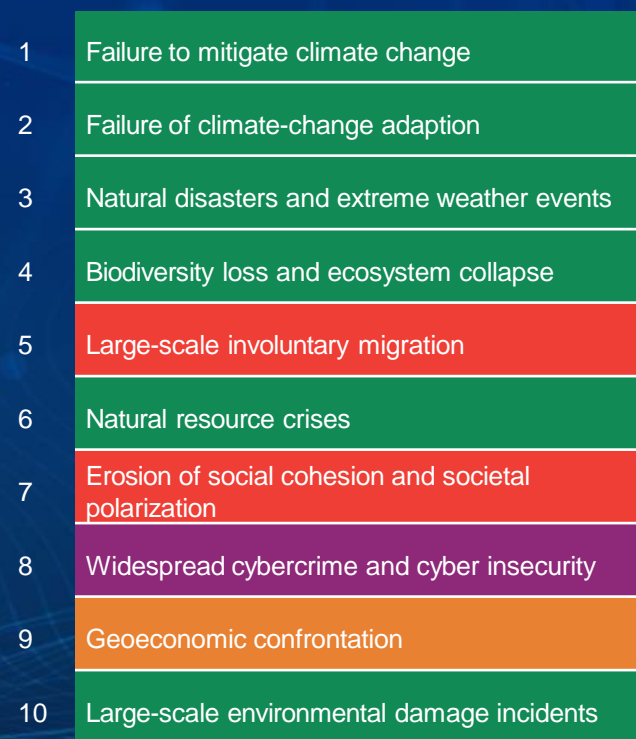 1 Failure to mitigate climate change
2 Failure of climate-change adaption
3 Natural disasters and extreme weather events
4 Biodiversity loss and ecosystem collapse
5 Large-scale involuntary migration
6 Natural resource crises
7 Erosion of social cohesion and societal
polarization
8 Widespread cybercrime and cyber insecurity
9 Geoeconomic confrontation
10 Large-scale environmental damage incidents